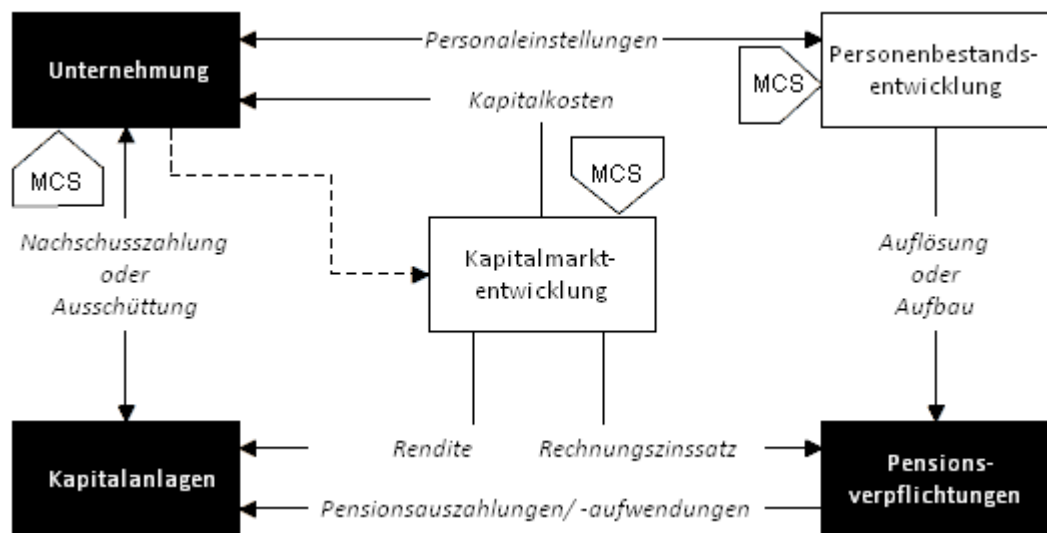 Personaleinstellungen
Unternehmung
Personenbestands-
entwicklung
MCS
Kapitalkosten
MCS
MCS
Nachschusszahlung
oder
Ausschüttung
Kapitalmarkt-
entwicklung
Auflösung
oder
Aufbau
Rendite
Rechnungszinssatz
Kapitalanlagen
Pensions-
verpflichtungen
Pensionsauszahlungen/ -aufwendungen